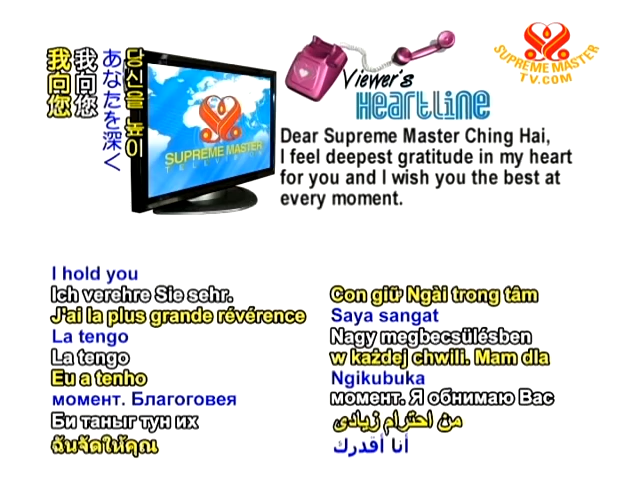 我向您
我向您
あなたを深く
당신을 높이
SUPREME MASTER
TELEVISION
Viewer's
HEARTLINE
SUPREME MASTER
TV.COM
Dear Supreme Master Ching Hai,
I feel deepest gratitude in my heart
for you and I wish you the best at
every moment.
I hold you
Ich verehre Sie sehr.
J'ai la plus grande révérence
La tengo
La tengo
Eu a tenho
момент. Благоговея
Би таныг тун их
ฉันจัดให้คุณ
Con giữ Ngài trong tâm
Saya sangat
Nagy megbecsülésben
w każdej chwili. Mam dla
Ngikubuka
момент. Я обнимаю Вас
من احترام زیادی
أنا أقدرك